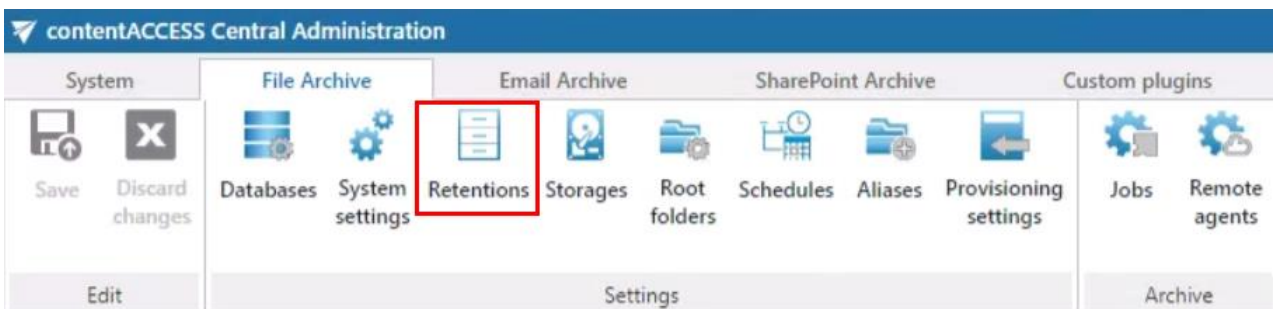 contentACCESS Central Administration
System File Archive Email Archive SharePoint Archive Custom plugins
Save Discard changes Databases System settings Retentions Storages Root folders Schedules Aliases Provisioning settings Jobs Remote agents
Edit Settings Archive